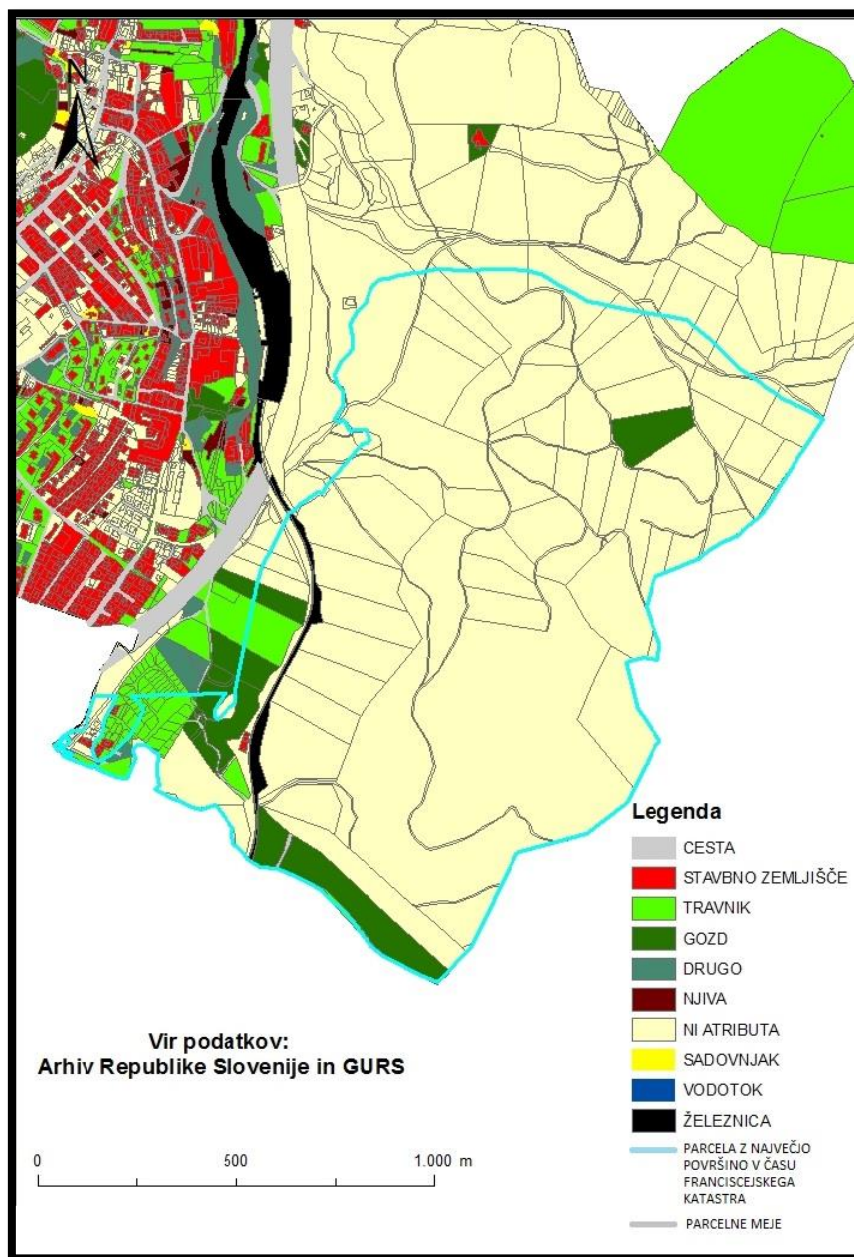 N
Legenda
CESTA
STAVBNO ZEMLJIŠČE
TRAVNIK
GOZD
DRUGO
NJIVA
NI ATRIBUTA
SADOVNJAK
VODOTOK
ŽELEZNICA
PARCELA Z NAJVEČJO
POVRŠINO V ČASU
FRANCISCEJSKEGA
KATASTRA
PARCELNE MEJE
Vir podatkov:
Arhiv Republike Slovenije in GURS
0 500 1.000 m